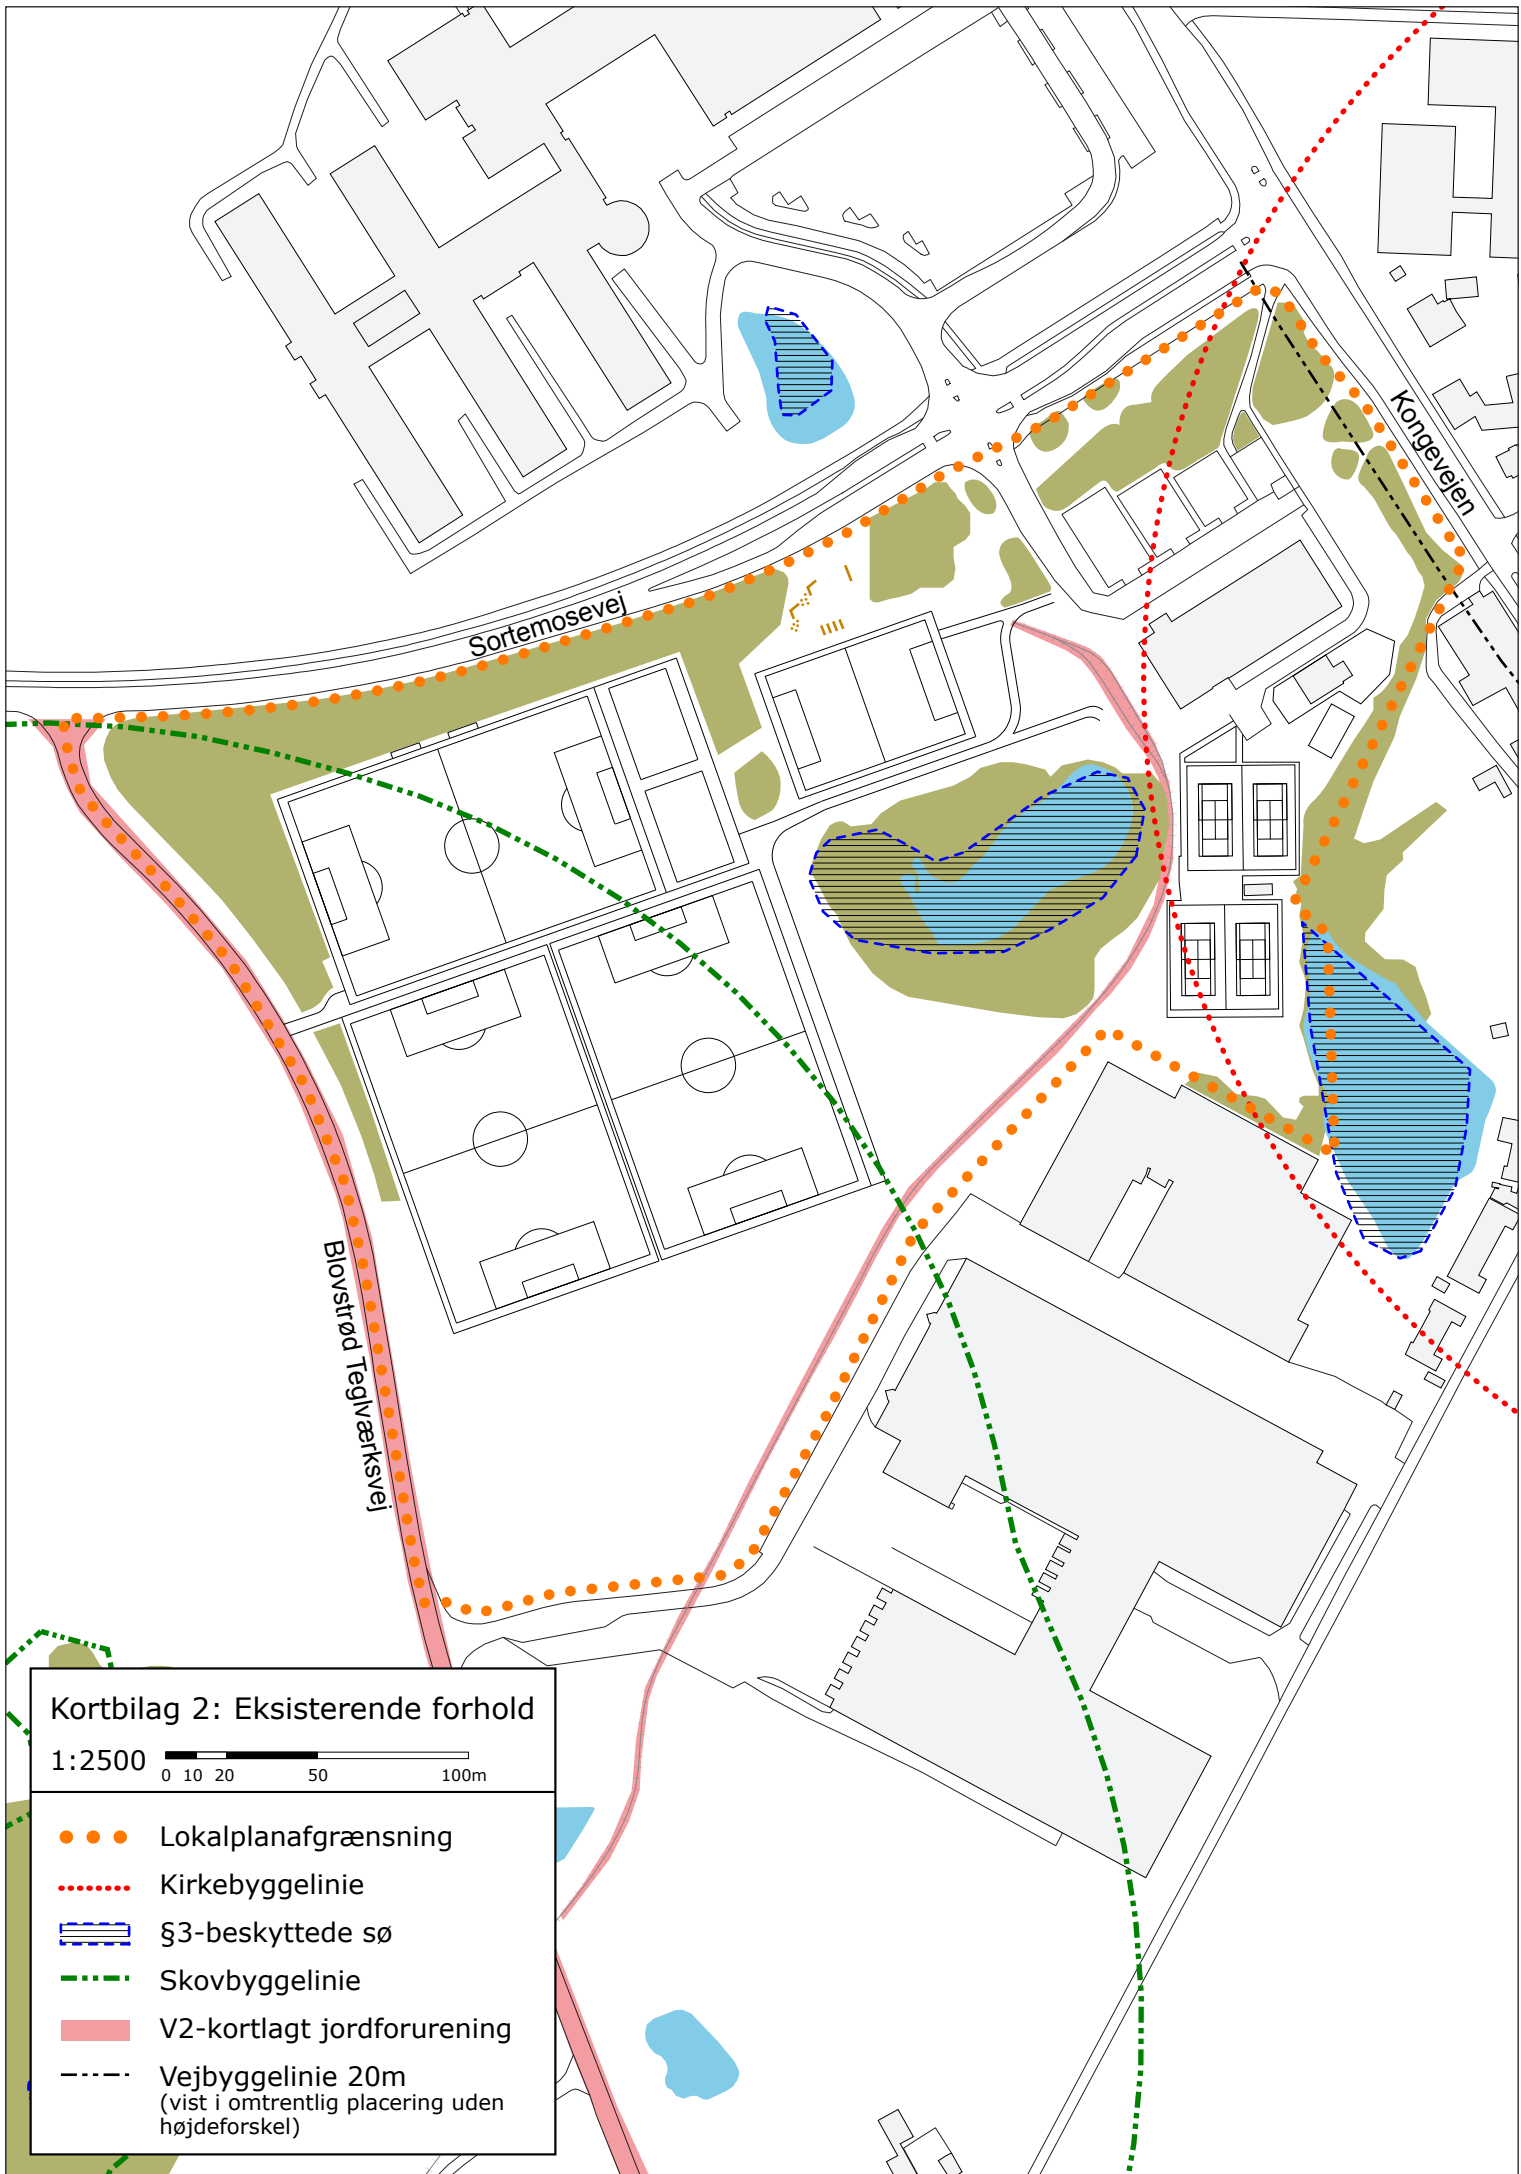 Kongevejen
Sortemosevej
Blovstrød Teglværksvej
Kortbilag 2: Eksisterende forhold
1:2500
0 10 20 50 100m
Lokalplanafgrænsning
Kirkebyggelinie
§3-beskyttede sø
Skovbyggelinie
V2-kortlagt jordforurening
Vejbyggelinie 20m
(vist i omtrentlig placering uden
højdeforskel)